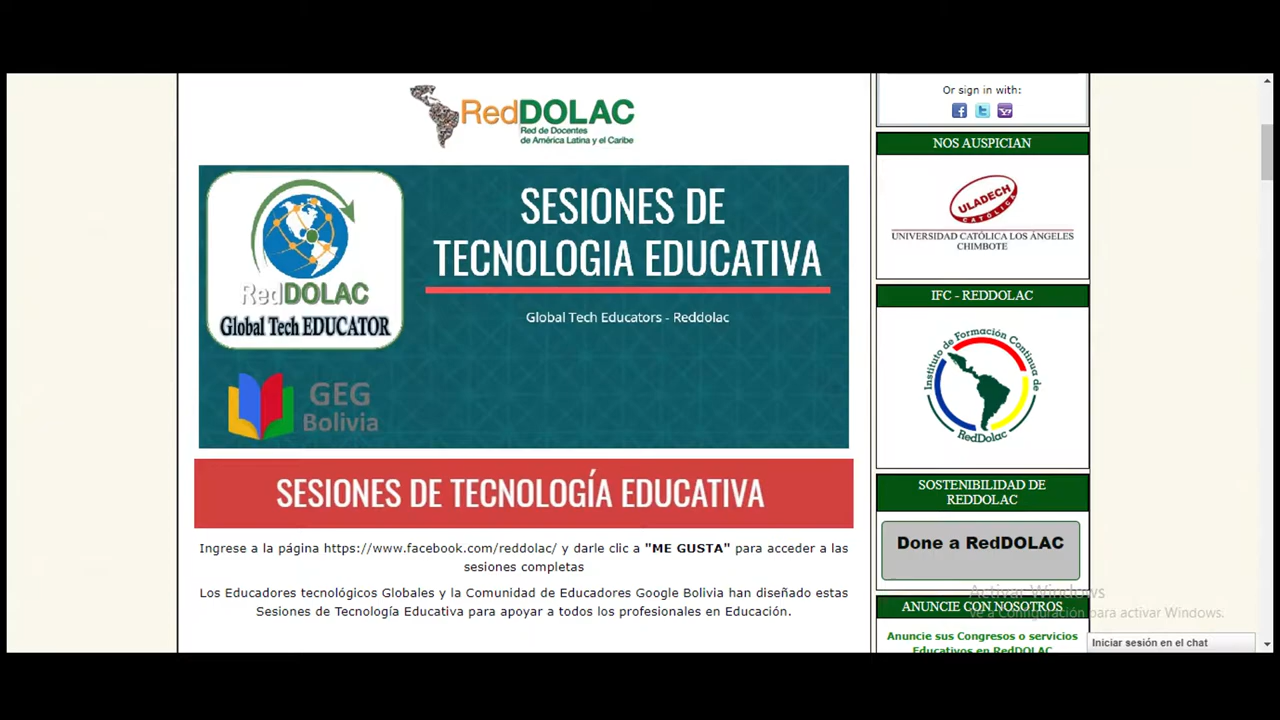 RedDOLAC
Red de Docentes
de América Latina y el Caribe
RedDOLAC
Global Tech EDUCATOR
SESIONES DE
TECNOLOGIA EDUCATIVA
Global Tech Educators - Reddolac
GEG
Bolivia
SESIONES DE TECNOLOGÍA EDUCATIVA
Ingrese a la página https://www.facebook.com/reddolac/ y darle clic a "ME GUSTA" para acceder a las
sesiones completas
Los Educadores tecnológicos Globales y la Comunidad de Educadores Google Bolivia han diseñado estas
Sesiones de Tecnología Educativa para apoyar a todos los profesionales en Educación.
Or sign in with:
NOS AUSPICIAN
ULADECH
CATÓLICA
UNIVERSIDAD CATÓLICA LOS ÁNGELES
CHIMBOTE
IFC - REDDOLAC
Instituto de Formación Continua de
RedDolac
SOSTENIBILIDAD DE
REDDOLAC
Done a RedDOLAC
Activar Windows
ANUNCIE CON NOSOTROS
Ve a Configuración para activar Windows.
Anuncie sus Congresos o servicios
Educativos en RedDOLAC
Iniciar sesión en el chat